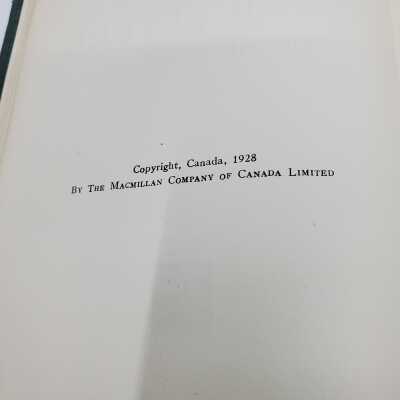 Copyright, Canada, 1928
By The Macmillan Company of Canada Limited